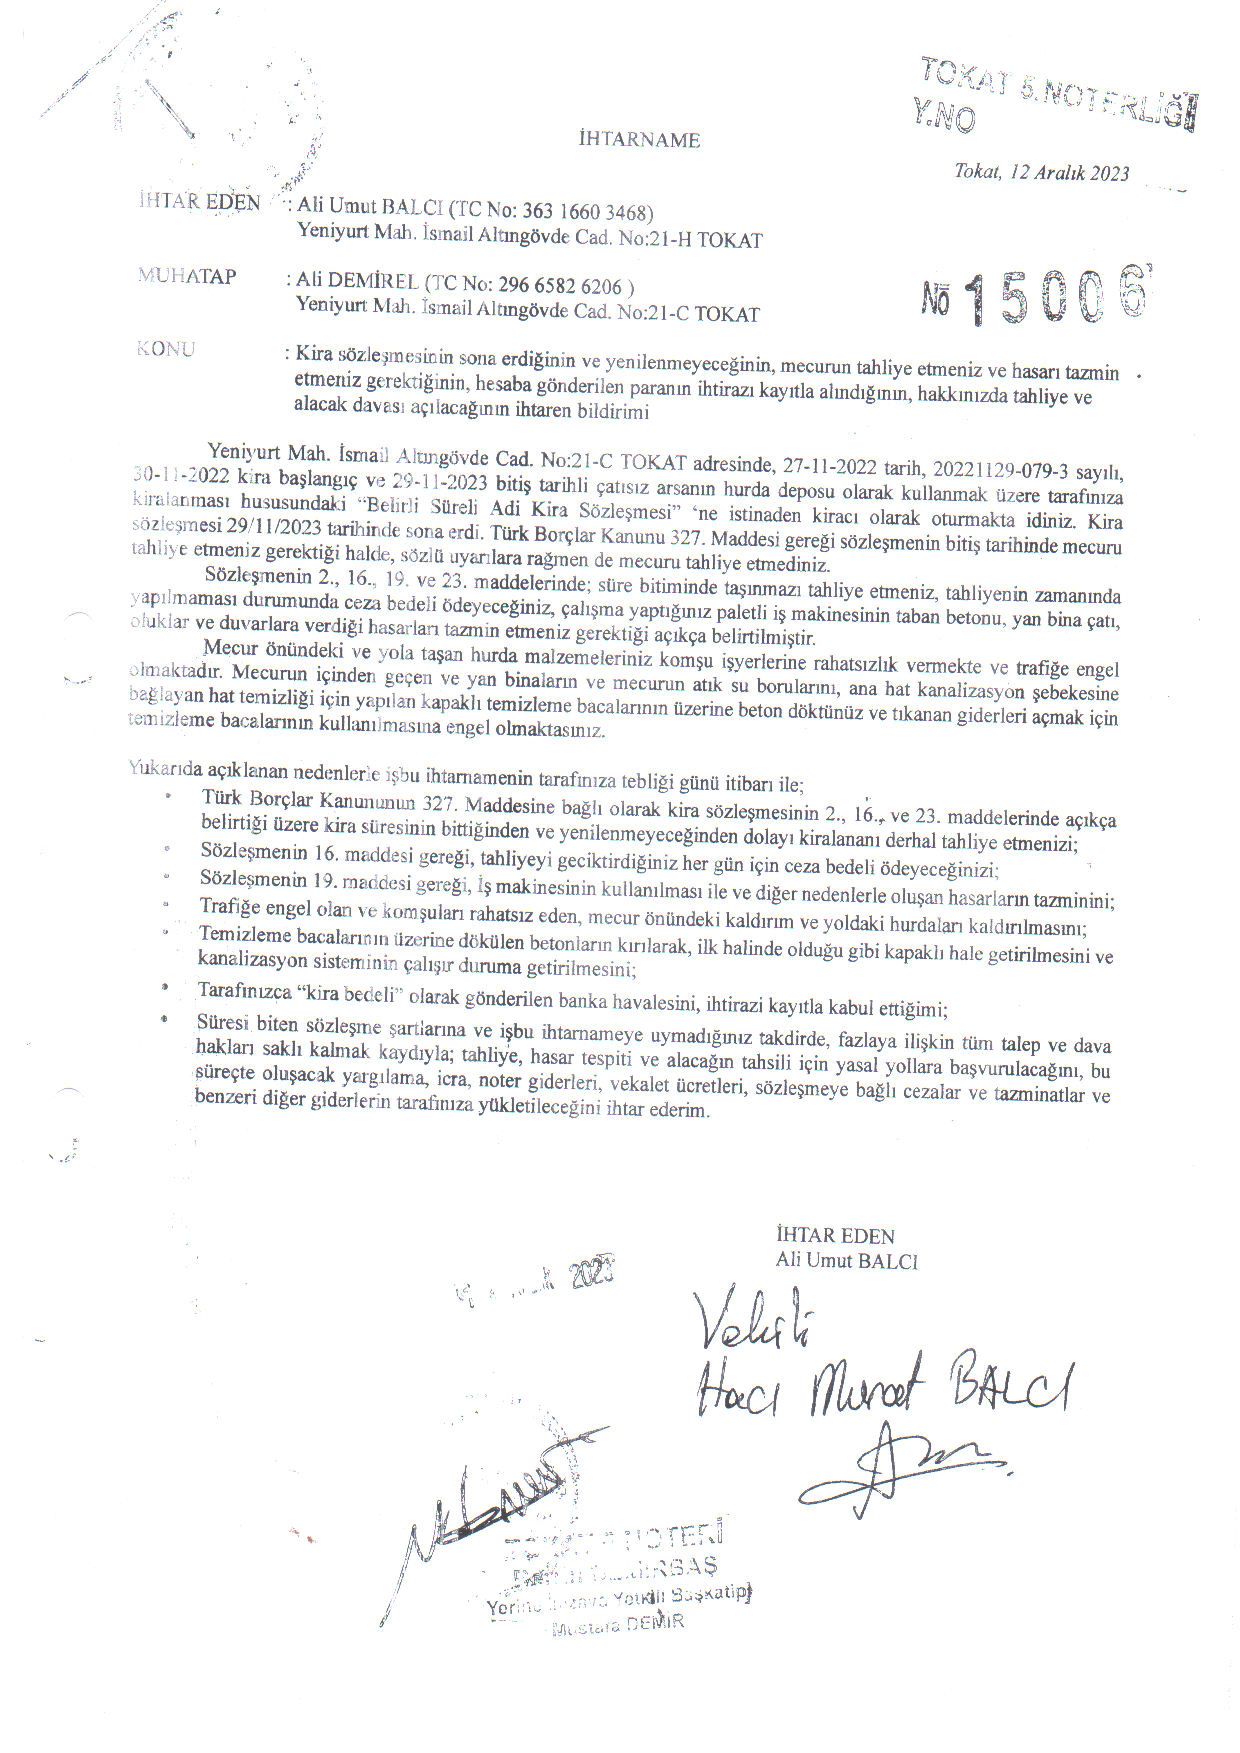 TOKAT 5.NOTERLİĞİ
Y.NO
İHTARNAME
Tokat, 12 Aralık 2023
İHTAR EDEN : Ali Umut BALCI (TC No: 363 1660 3468)
Yeniyurt Mah. İsmail Altıngövde Cad. No:21-H TOKAT
MUHATAP : Ali DEMİREL (TC No: 296 6582 6206 )
Yeniyurt Mah. İsmail Altıngövde Cad. No:21-C TOKAT
№ 15006
KONU : Kira sözleşmesinin sona erdiğinin ve yenilenmeyeceğinin, mecurun tahliye etmeniz ve hasarı tazmin
etmeniz gerektiğinin, hesaba gönderilen paranın ihtirazı kayıtla alındığının, hakkınızda tahliye ve
alacak davası açılacağının ihtaren bildirimi
Yeniyurt Mah. İsmail Altıngövde Cad. No:21-C TOKAT adresinde, 27-11-2022 tarih, 20221129-079-3 sayılı,
30-11-2022 kira başlangıç ve 29-11-2023 bitiş tarihli çatısız arsanın hurda deposu olarak kullanmak üzere tarafınıza
kiralanması hususundaki “Belirli Süreli Adi Kira Sözleşmesi” ‘ne istinaden kiracı olarak oturmakta idiniz. Kira
sözleşmesi 29/11/2023 tarihinde sona erdi. Türk Borçlar Kanunu 327. Maddesi gereği sözleşmenin bitiş tarihinde mecuru
tahliye etmeniz gerektiği halde, sözlü uyarılara rağmen de mecuru tahliye etmediniz.
Sözleşmenin 2., 16., 19. ve 23. maddelerinde; süre bitiminde taşınmazı tahliye etmeniz, tahliyenin zamanında
yapılmaması durumunda ceza bedeli ödeyeceğiniz, çalışma yaptığınız paletli iş makinesinin taban betonu, yan bina çatı,
oluklar ve duvarlara verdiği hasarları tazmin etmeniz gerektiği açıkça belirtilmiştir.
Mecur önündeki ve yola taşan hurda malzemeleriniz komşu işyerlerine rahatsızlık vermekte ve trafiğe engel
olmaktadır. Mecurun içinden geçen ve yan binaların ve mecurun atık su borularını, ana hat kanalizasyon şebekesine
bağlayan hat temizliği için yapılan kapaklı temizleme bacalarının üzerine beton döktünüz ve tıkanan giderleri açmak için
temizleme bacalarının kullanılmasına engel olmaktasınız.
Yukarıda açıklanan nedenlerle işbu ihtarnamenin tarafınıza tebliği günü itibarı ile;
• Türk Borçlar Kanununun 327. Maddesine bağlı olarak kira sözleşmesinin 2., 16., ve 23. maddelerinde açıkça
belirtiği üzere kira süresinin bittiğinden ve yenilenmeyeceğinden dolayı kiralananı derhal tahliye etmenizi;
• Sözleşmenin 16. maddesi gereği, tahliyeyi geciktirdiğiniz her gün için ceza bedeli ödeyeceğinizi;
• Sözleşmenin 19. maddesi gereği, İş makinesinin kullanılması ile ve diğer nedenlerle oluşan hasarların tazminini;
• Trafiğe engel olan ve komşuları rahatsız eden, mecur önündeki kaldırım ve yoldaki hurdaları kaldırılmasını;
• Temizleme bacalarının üzerine dökülen betonların kırılarak, ilk halinde olduğu gibi kapaklı hale getirilmesini ve
kanalizasyon sisteminin çalışır duruma getirilmesini;
• Tarafınızca “kira bedeli” olarak gönderilen banka havalesini, ihtirazi kayıtla kabul ettiğimi;
• Süresi biten sözleşme şartlarına ve işbu ihtarnameye uymadığınız takdirde, fazlaya ilişkin tüm talep ve dava
hakları saklı kalmak kaydıyla; tahliye, hasar tespiti ve alacağın tahsili için yasal yollara başvurulacağını, bu
süreçte oluşacak yargılama, icra, noter giderleri, vekalet ücretleri, sözleşmeye bağlı cezalar ve tazminatlar ve
benzeri diğer giderlerin tarafınıza yükletileceğini ihtar ederim.
İHTAR EDEN
Ali Umut BALCI
2023
Vekili
Hacı Murat BALCI
NOTERİ
Yerine İmzaya Yetkili Başkatip
Mustafa DEMİR